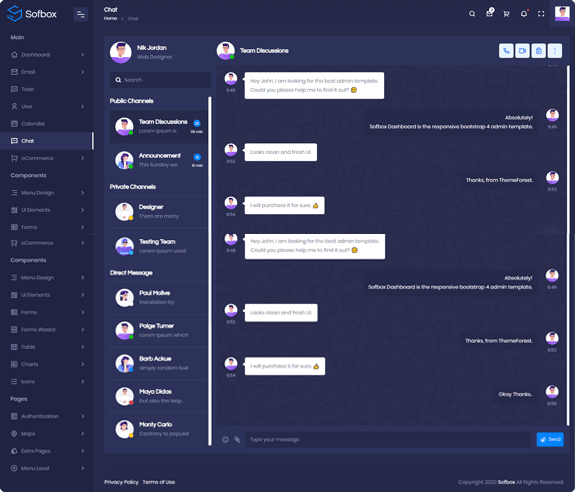 Sofbox
Main
Dashboard
Email
Todo
User
Calendar
Chat
eCommerce
Components
Menu Design
UI Elements
Forms
eCommerce
Components
Menu Design
UI Elements
Forms
Forms Wizard
Table
Charts
Icons
Pages
Authentication
Maps
Extra Pages
Menu Level
Chat
Home > Chat
Nik Jordan
Web Designer
Search
Public Channels
Team Discussions
Lorem Ipsum is
05 min
Announcement
This Sunday we
10 min
Private Channels
Designer
There are many
Testing Team
Lorem Ipsum used
Direct Message
Paul Molive
translation by
Paige Turner
Lorem Ipsum which
Barb Ackue
simply random text
Maya Didas
but also the leap
Monty Carlo
Contrary to popular
Team Discussions
Hey John, I am looking for the best admin template.
Could you please help me to find it out? 🤔
6:45
Absolutely!
Sofbox Dashboard is the responsive bootstrap 4 admin template.
6:48
Looks clean and fresh UI.
6:52
Thanks, from ThemeForest.
6:53
I will purchase it for sure. 👍
6:54
Hey John, I am looking for the best admin template.
Could you please help me to find it out? 🤔
6:45
Absolutely!
Sofbox Dashboard is the responsive bootstrap 4 admin template.
6:48
Looks clean and fresh UI.
6:52
Thanks, from ThemeForest.
6:53
I will purchase it for sure. 👍
6:54
Okay Thanks..
6:56
Type your message
Send
Privacy Policy Terms of Use
Copyright 2020 Sofbox All Rights Reserved.